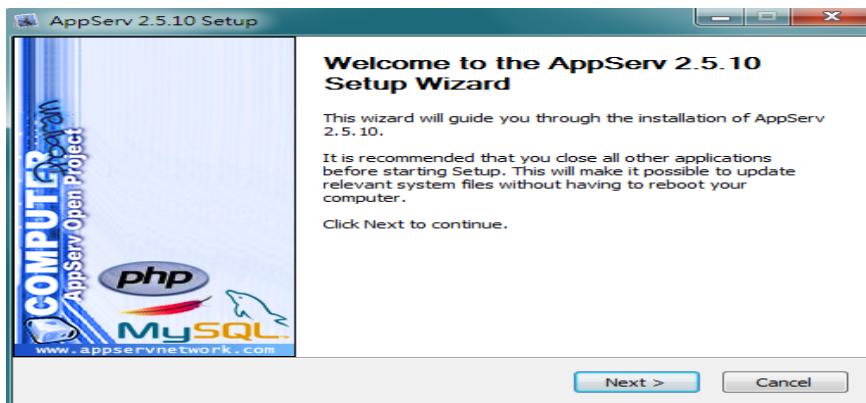 AppServ 2.5.10 Setup
Welcome to the AppServ 2.5.10
Setup Wizard
This wizard will guide you through the installation of AppServ
2.5.10.
It is recommended that you close all other applications
before starting Setup. This will make it possible to update
relevant system files without having to reboot your
computer.
Click Next to continue.
COMPUTER
Program
AppServ Open Project
php
MySQL
www.appservnetwork.com
Next >
Cancel